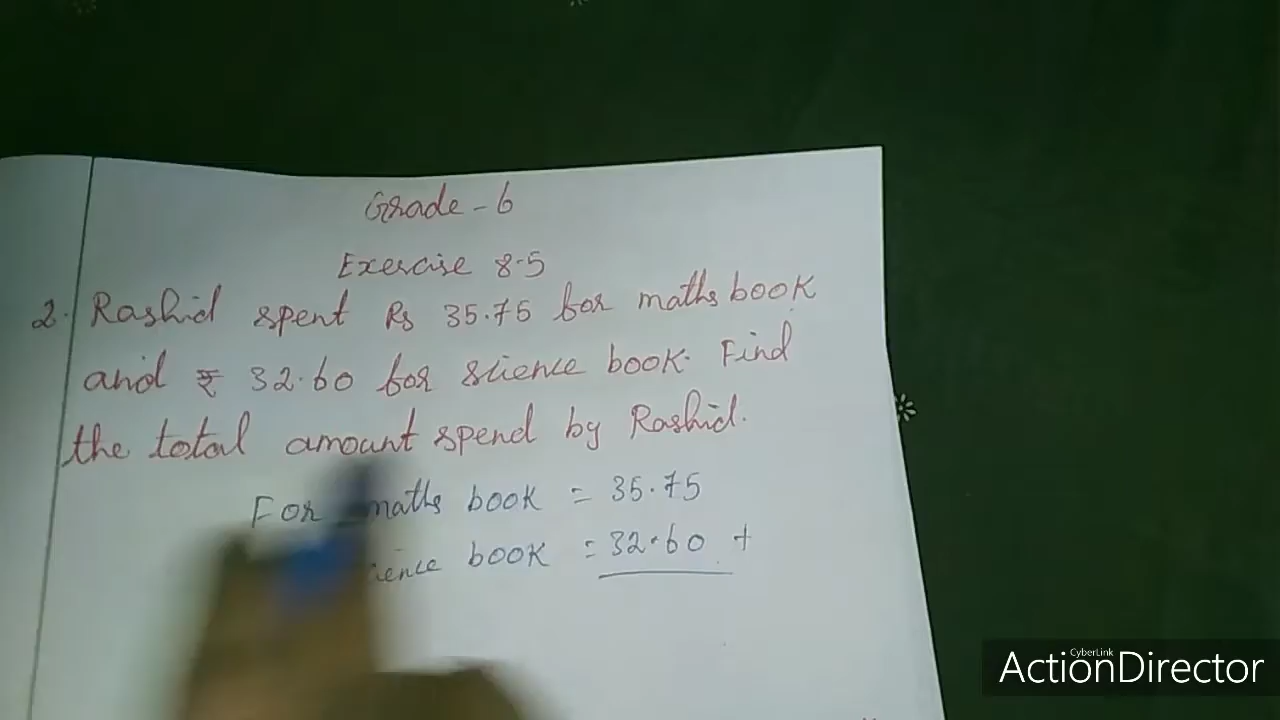 Grade - 6
Exercise 8.5
2. Rashid spent Rs 35.75 for maths book
and ₹ 32.60 for science book. Find
the total amount spend by Rashid.
For maths book = 35.75
book = 32.60 +
CyberLink
ActionDirector